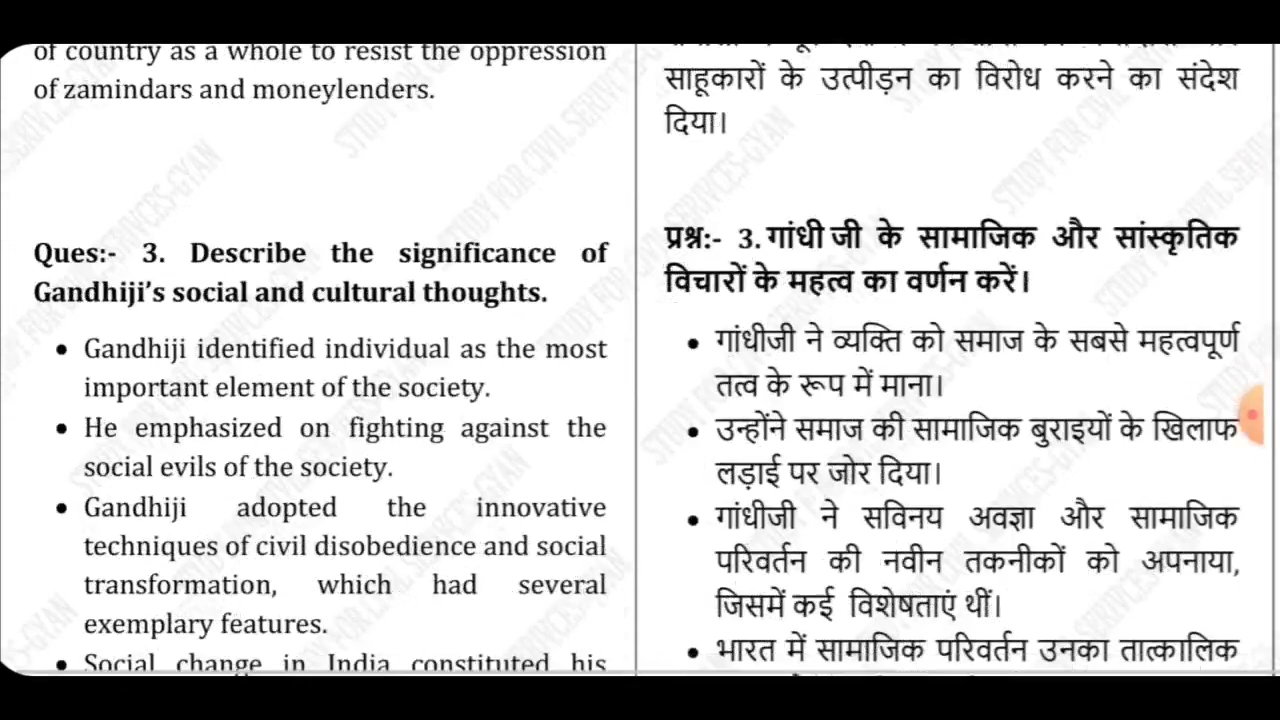 of country as a whole to resist the oppression
of zamindars and moneylenders.
Ques:- 3. Describe the significance of
Gandhiji's social and cultural thoughts.
• Gandhiji identified individual as the most
important element of the society.
• He emphasized on fighting against the
social evils of the society.
• Gandhiji adopted the innovative
techniques of civil disobedience and social
transformation, which had several
exemplary features.
• Social change in India constituted his
साहूकारों के उत्पीड़न का विरोध करने का संदेश
दिया।
प्रश्न:- 3. गांधी जी के सामाजिक और सांस्कृतिक
विचारों के महत्व का वर्णन करें।
• गांधीजी ने व्यक्ति को समाज के सबसे महत्वपूर्ण
तत्व के रूप में माना।
• उन्होंने समाज की सामाजिक बुराइयों के खिलाफ
लड़ाई पर जोर दिया।
• गांधीजी ने सविनय अवज्ञा और सामाजिक
परिवर्तन की नवीन तकनीकों को अपनाया,
जिसमें कई विशेषताएं थीं।
• भारत में सामाजिक परिवर्तन उनका तात्कालिक